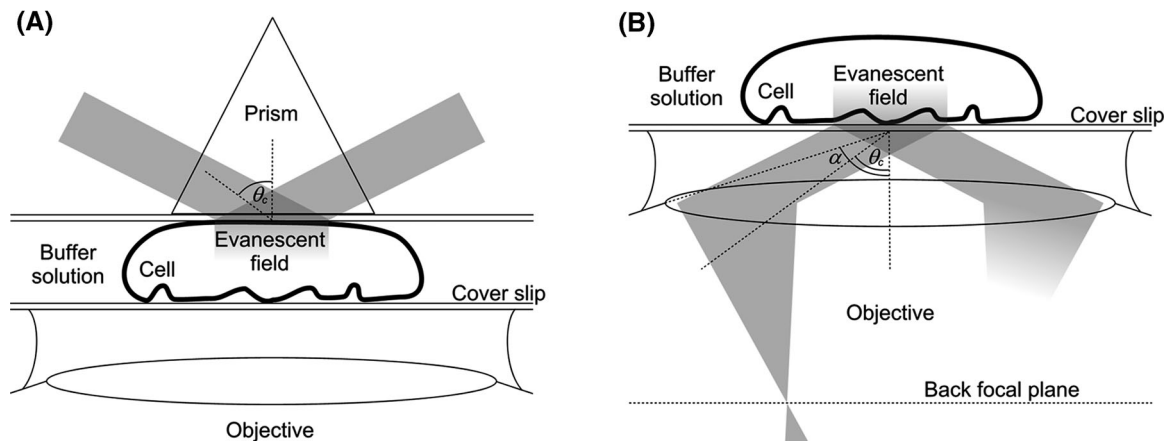 (A)
Prism
θc
Evanescent
field
Buffer
solution
Cell
Cover slip
Objective
(B)
Buffer
solution
Cell
Evanescent
field
Cover slip
α
θc
Objective
Back focal plane